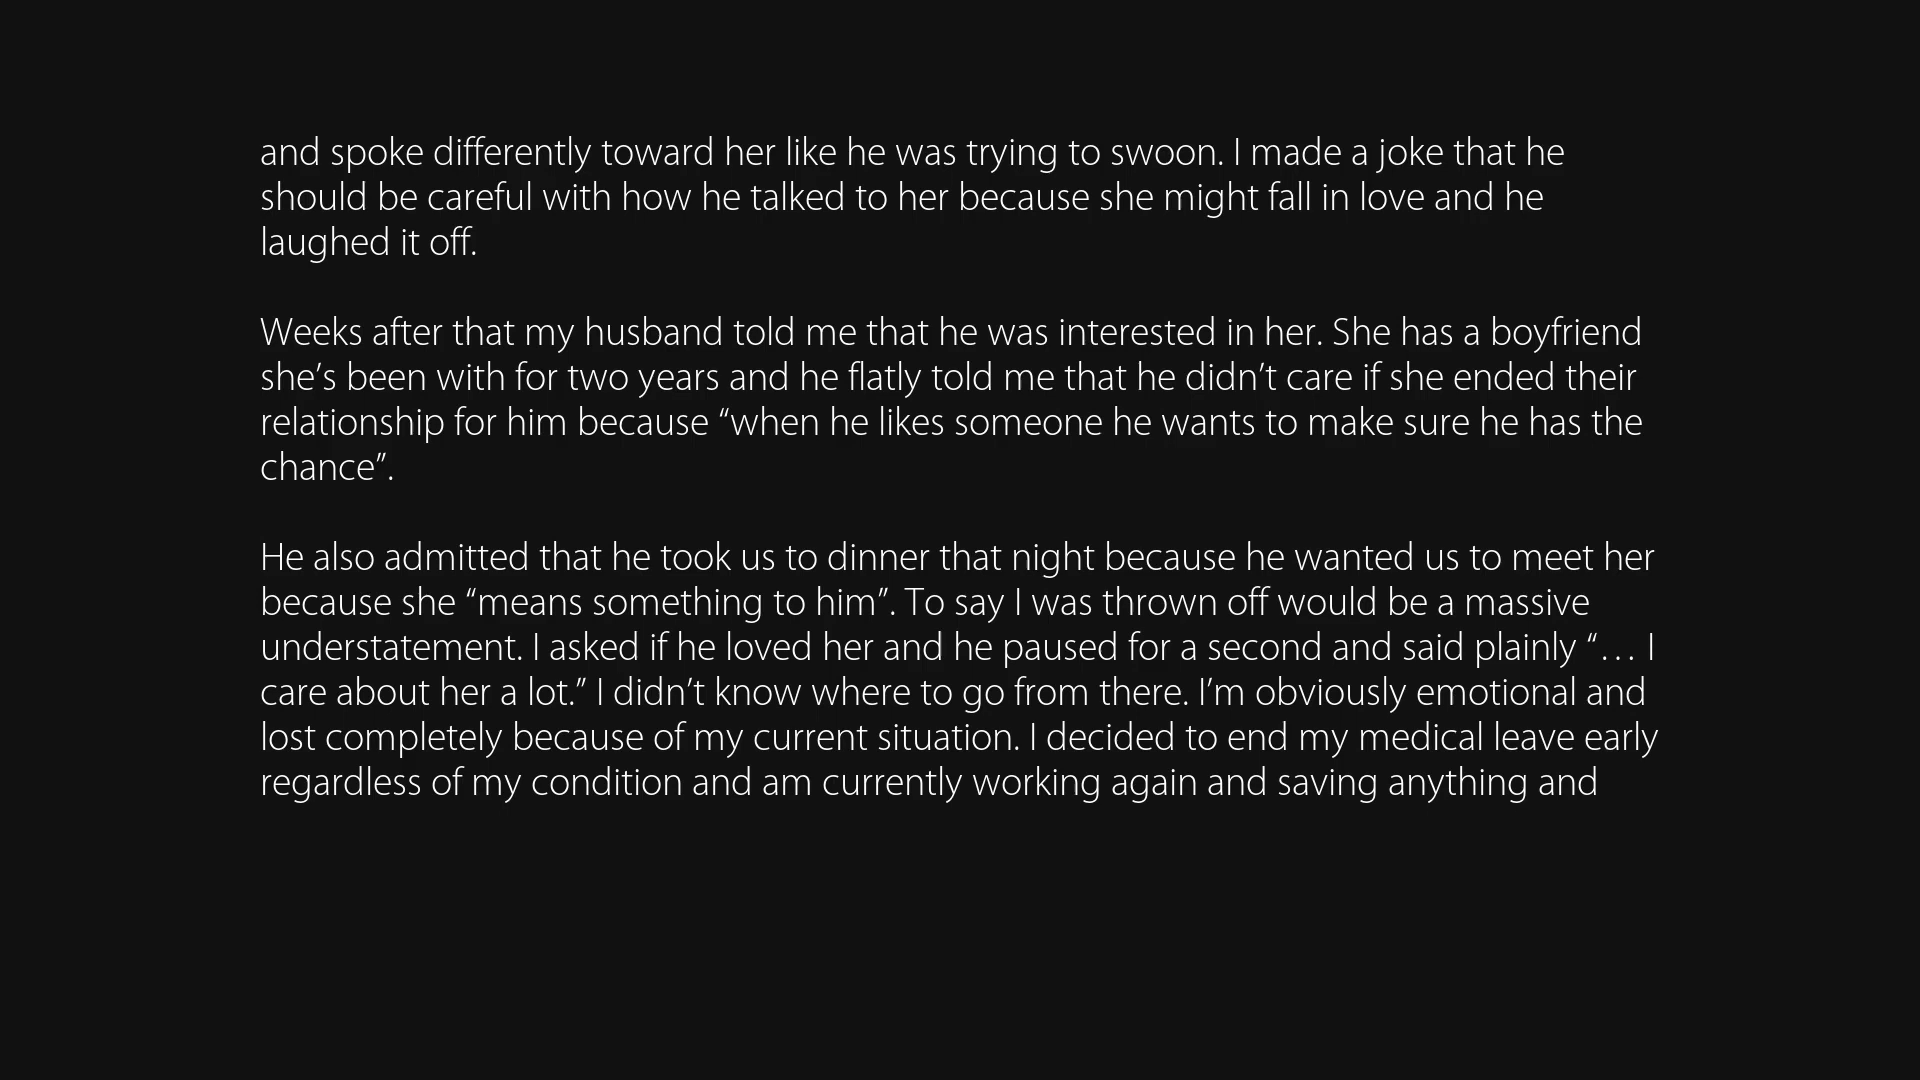 and spoke differently toward her like he was trying to swoon. I made a joke that he
should be careful with how he talked to her because she might fall in love and he
laughed it off.
Weeks after that my husband told me that he was interested in her. She has a boyfriend
she’s been with for two years and he flatly told me that he didn’t care if she ended their
relationship for him because “when he likes someone he wants to make sure he has the
chance”.
He also admitted that he took us to dinner that night because he wanted us to meet her
because she “means something to him”. To say I was thrown off would be a massive
understatement. I asked if he loved her and he paused for a second and said plainly “… I
care about her a lot.” I didn’t know where to go from there. I’m obviously emotional and
lost completely because of my current situation. I decided to end my medical leave early
regardless of my condition and am currently working again and saving anything and